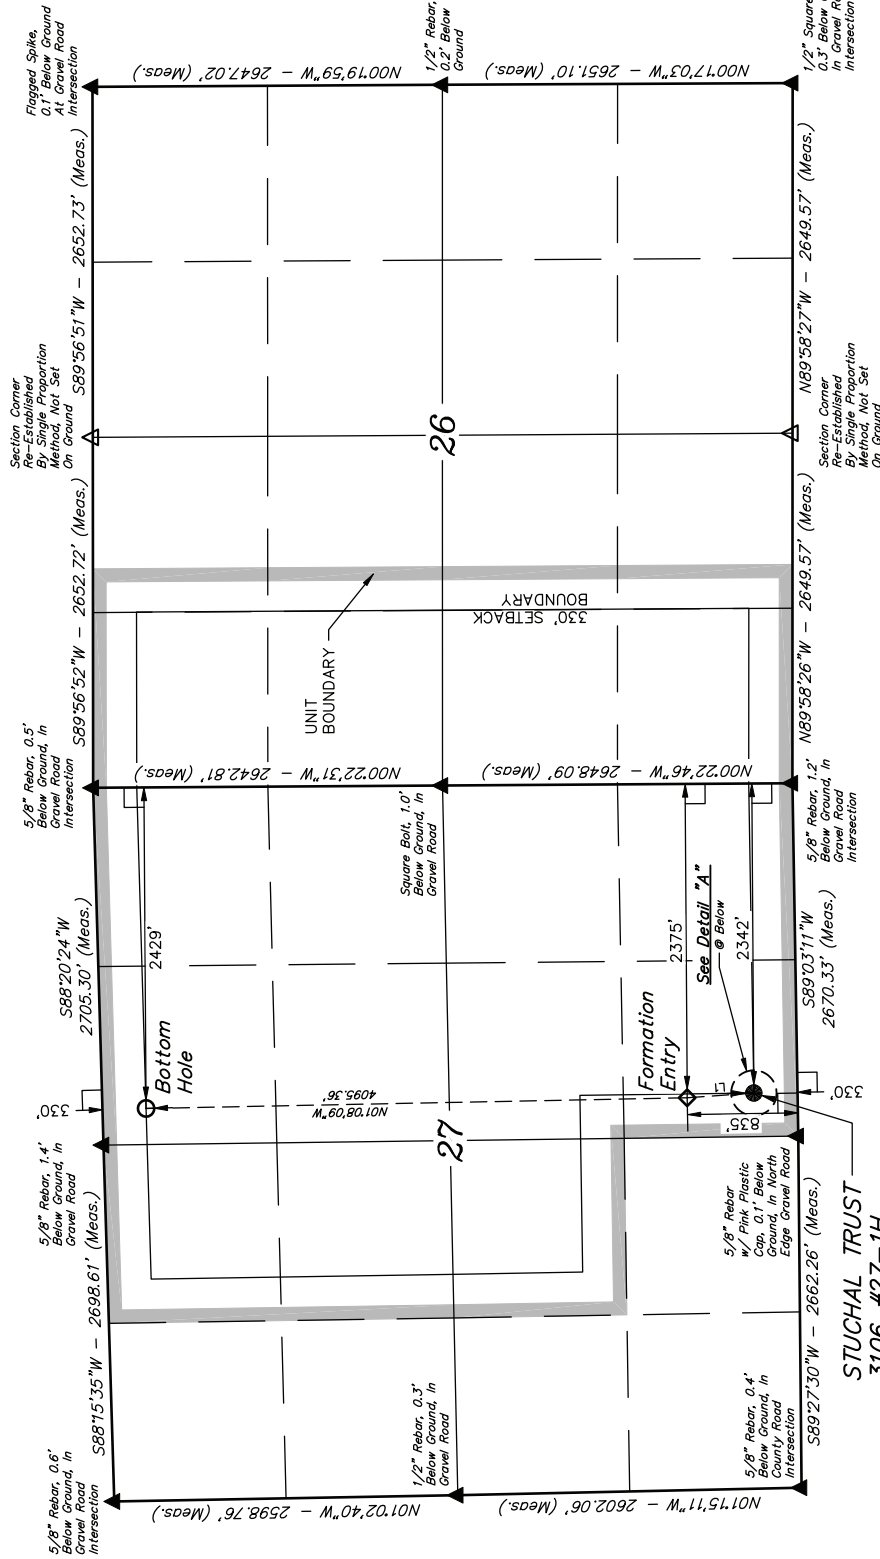 Flagged Spike,
0.1' Below Ground
At Gravel Road
Intersection
N00°19'59"W - 2647.02' (Meas.)
1/2" Rebar,
0.2' Below
Ground
N00°17'03"W - 2651.10' (Meas.)
1/2" Square
0.3' Below
In Gravel
Intersection
S89°56'51"W - 2652.73' (Meas.)
N89°58'27"W - 2649.57' (Meas.)
Section Corner
Re-Established
By Single Proportion
Method, Not Set
On Ground
26
Section Corner
Re-Established
By Single Proportion
Method, Not Set
On Ground
S89°56'52"W - 2652.72' (Meas.)
N89°58'26"W - 2649.57' (Meas.)
330' SETBACK
BOUNDARY
UNIT
BOUNDARY
5/8" Rebar, 0.5'
Below Ground, In
Gravel Road
Intersection
N00°22'31"W - 2642.81' (Meas.)
N00°22'46"W - 2648.09' (Meas.)
Square Bolt, 1.0'
Below Ground, In
Gravel Road
5/8" Rebar, 1.2'
Below Ground, In
Gravel Road
Intersection
S88°20'24"W
2705.30' (Meas.)
2429'
2375'
See Detail "A"
@ Below
2342'
S89°03'11"W
2670.33' (Meas.)
Bottom
Hole
Formation
Entry
330'
N01°08'09"W
4095.36'
L1
835'
330'
5/8" Rebar, 1.4'
Below Ground, In
Gravel Road
27
5/8" Rebar
w/ Pink Plastic
Cap, 0.1' Below
Ground, In North
Edge Gravel Road
S88°15'35"W - 2698.61' (Meas.)
S89°27'30"W - 2662.26' (Meas.)
STUCHAL TRUST
3106 #27-1H
5/8" Rebar, 0.6'
Below Ground, In
Gravel Road
Intersection
1/2" Rebar, 0.3'
Below Ground, In
Gravel Road
5/8" Rebar, 0.4'
Below Ground, In
County Road
Intersection
N01°02'40"W - 2598.76' (Meas.)
N01°15'11"W - 2602.06' (Meas.)